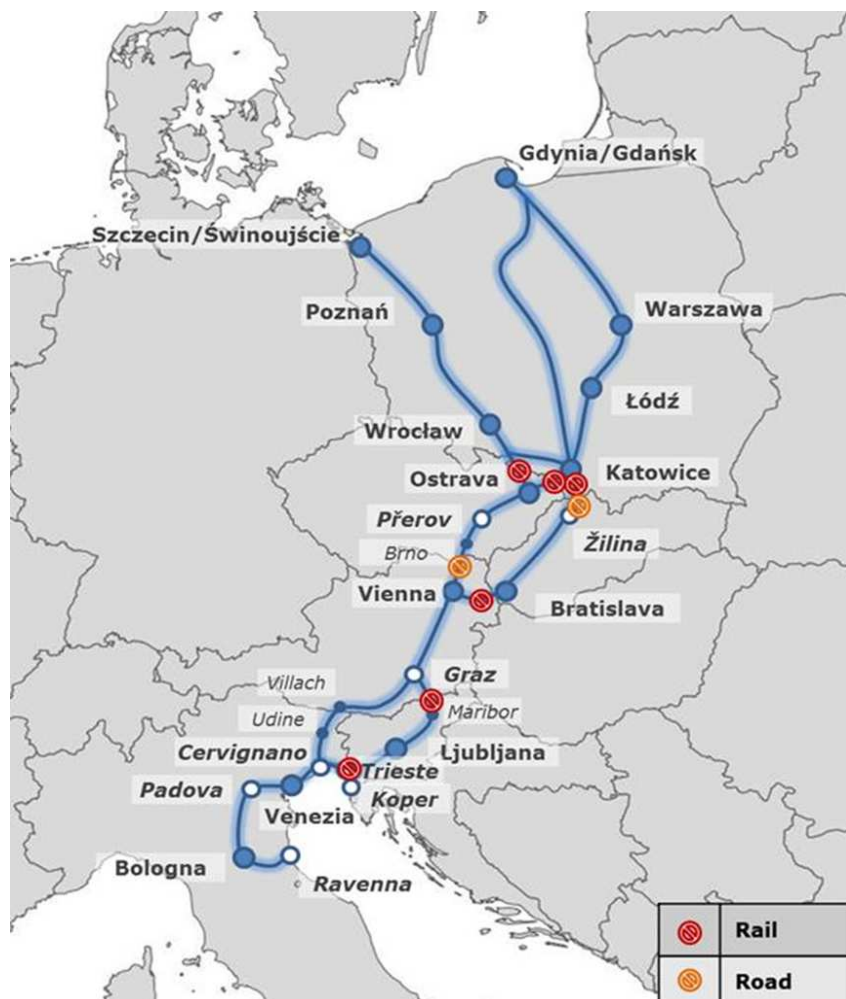 Gdynia/Gdańsk
Szczecin/Świnoujście
Poznań
Warszawa
Łódź
Wrocław
Ostrava
Katowice
Přerov
Žilina
Brno
Vienna
Bratislava
Graz
Villach
Maribor
Udine
Cervignano
Ljubljana
Trieste
Padova
Koper
Venezia
Bologna
Ravenna
Rail
Road